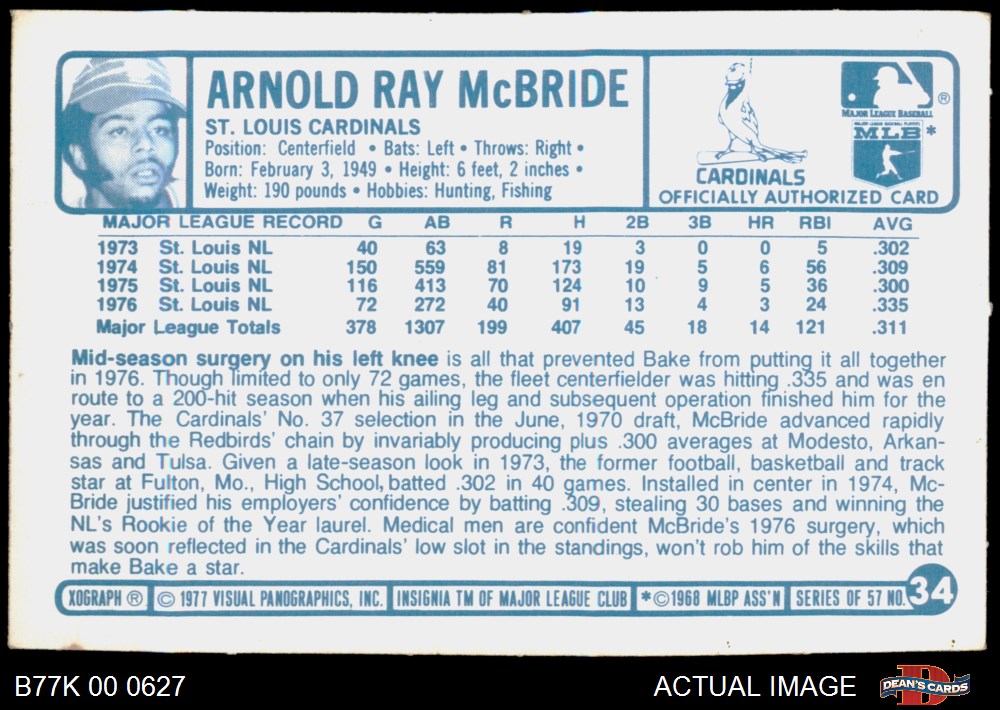 ARNOLD RAY McBRIDE
ST. LOUIS CARDINALS
Position: Centerfield • Bats: Left • Throws: Right •
Born: February 3, 1949 • Height: 6 feet, 2 inches •
Weight: 190 pounds • Hobbies: Hunting, Fishing
CARDINALS
MAJOR LEAGUE BASEBALL ®
MAJOR LEAGUE BASEBALL PLAYERS
MLB *
OFFICIALLY AUTHORIZED CARD
MAJOR LEAGUE RECORD G AB R H 2B 3B HR RBI AVG
1973 St. Louis NL 40 63 8 19 3 0 0 5 .302
1974 St. Louis NL 150 559 81 173 19 5 6 56 .309
1975 St. Louis NL 116 413 70 124 10 9 5 36 .300
1976 St. Louis NL 72 272 40 91 13 4 3 24 .335
Major League Totals 378 1307 199 407 45 18 14 121 .311
Mid-season surgery on his left knee is all that prevented Bake from putting it all together
in 1976. Though limited to only 72 games, the fleet centerfielder was hitting .335 and was en
route to a 200-hit season when his ailing leg and subsequent operation finished him for the
year. The Cardinals' No. 37 selection in the June, 1970 draft, McBride advanced rapidly
through the Redbirds' chain by invariably producing plus .300 averages at Modesto, Arkan-
sas and Tulsa. Given a late-season look in 1973, the former football, basketball and track
star at Fulton, Mo., High School, batted .302 in 40 games. Installed in center in 1974, Mc-
Bride justified his employers' confidence by batting .309, stealing 30 bases and winning the
NL's Rookie of the Year laurel. Medical men are confident McBride's 1976 surgery, which
was soon reflected in the Cardinals' low slot in the standings, won't rob him of the skills that
make Bake a star.
XOGRAPH ® © 1977 VISUAL PANOGRAPHICS, INC. INSIGNIA TM OF MAJOR LEAGUE CLUB *©1968 MLBP ASS'N SERIES OF 57 NO. 34
B77K 00 0627 ACTUAL IMAGE D DEAN'S CARDS